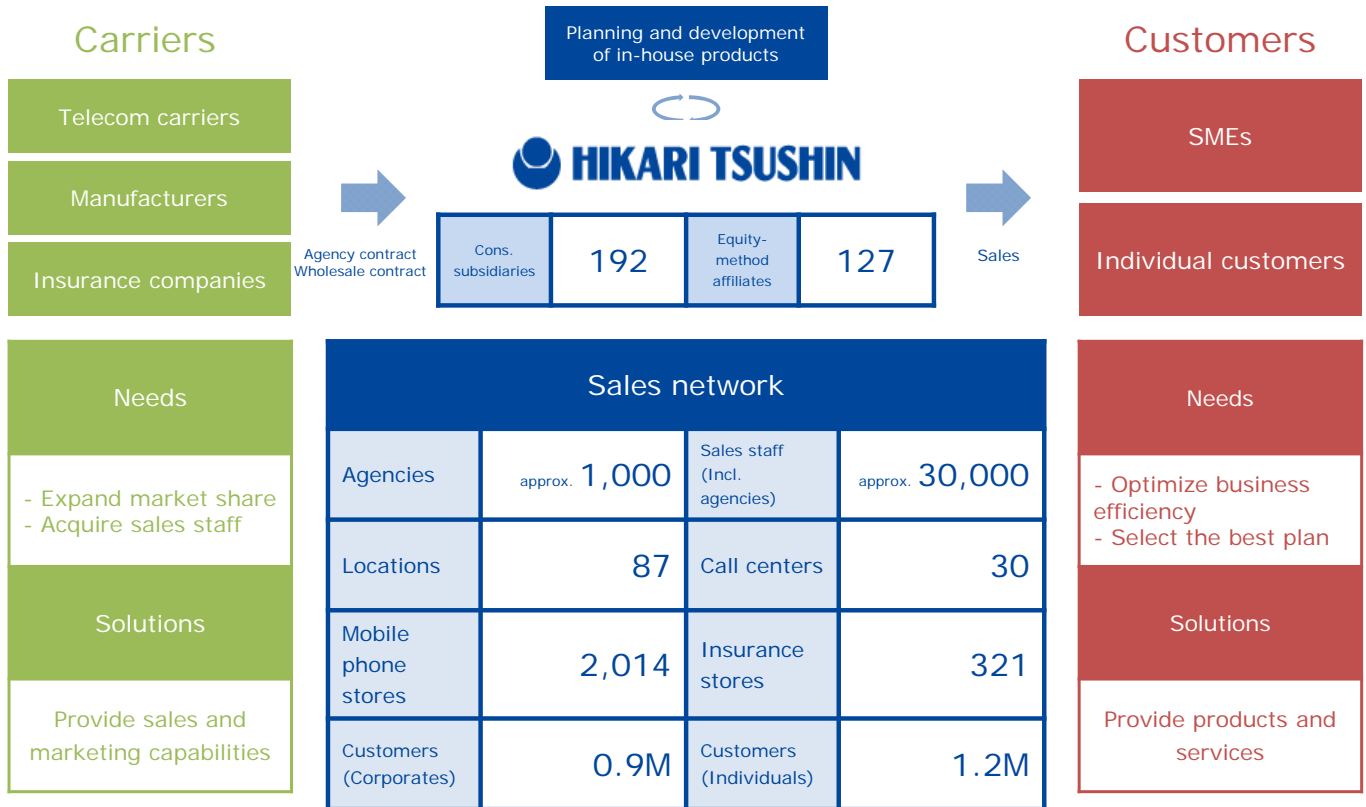 Carriers
Telecom carriers
Manufacturers
Insurance companies
Agency contract
Wholesale contract
Planning and development
of in-house products
HIKARI TSUSHIN
Cons.
subsidiaries
192
Equity-
method
affiliates
127
Sales
Customers
SMEs
Individual customers
Needs
- Expand market share
- Acquire sales staff
Solutions
Provide sales and
marketing capabilities
Sales network
Agencies
approx. 1,000
Sales staff
(Incl.
agencies)
approx. 30,000
Locations
87
Call centers
30
Mobile
phone
stores
2,014
Insurance
stores
321
Customers
(Corporates)
0.9M
Customers
(Individuals)
1.2M
Needs
- Optimize business
efficiency
- Select the best plan
Solutions
Provide products and
services